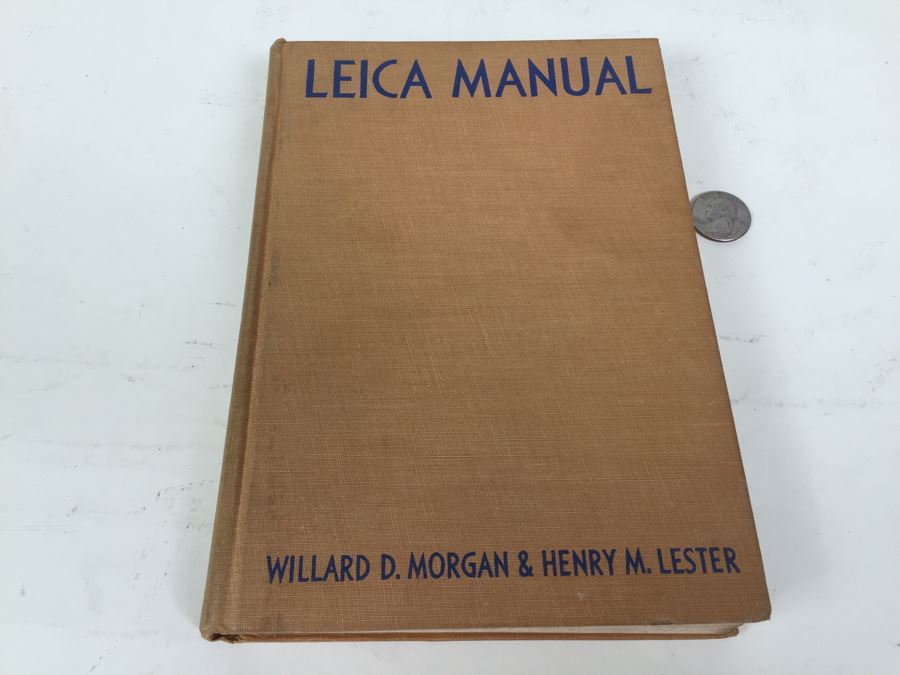 LEICA MANUAL
WILLARD D. MORGAN & HENRY M. LESTER